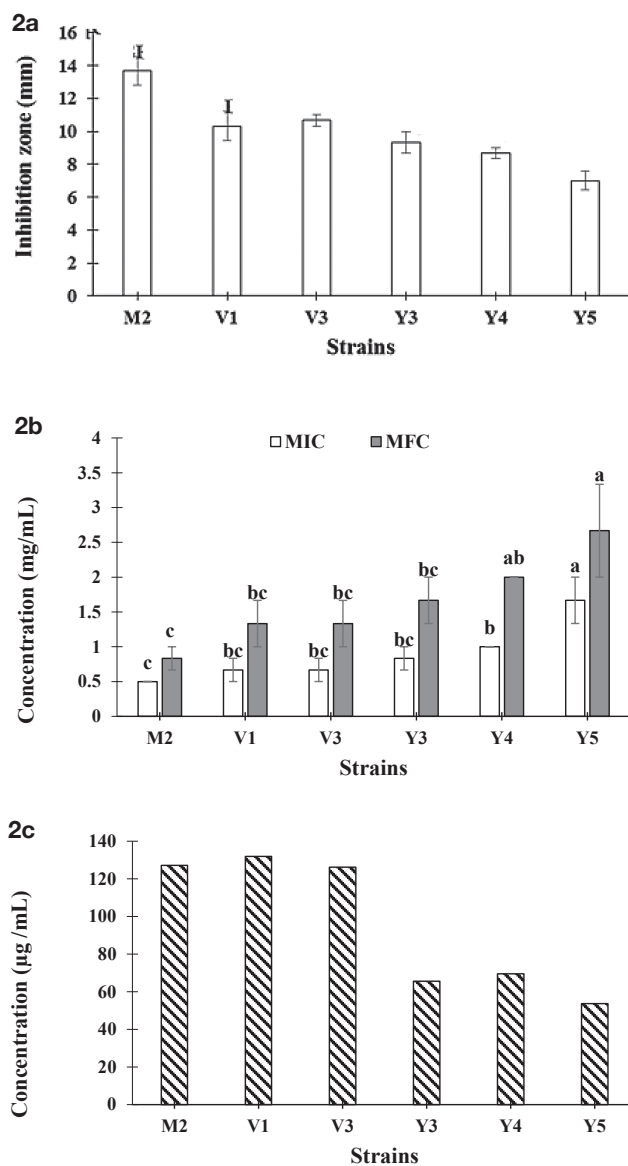 2a
16
14
12
10
8
6
4
2
0
Inhibition zone (mm)
M2 V1 V3 Y3 Y4 Y5
Strains
2b
MIC MFC
4
3.5
3
2.5
2
1.5
1
0.5
0
Concentration (mg/mL)
c c bc bc bc bc bc bc b ab a a
M2 V1 V3 Y3 Y4 Y5
Strains
2c
140
120
100
80
60
40
20
0
Concentration (µg /mL)
M2 V1 V3 Y3 Y4 Y5
Strains